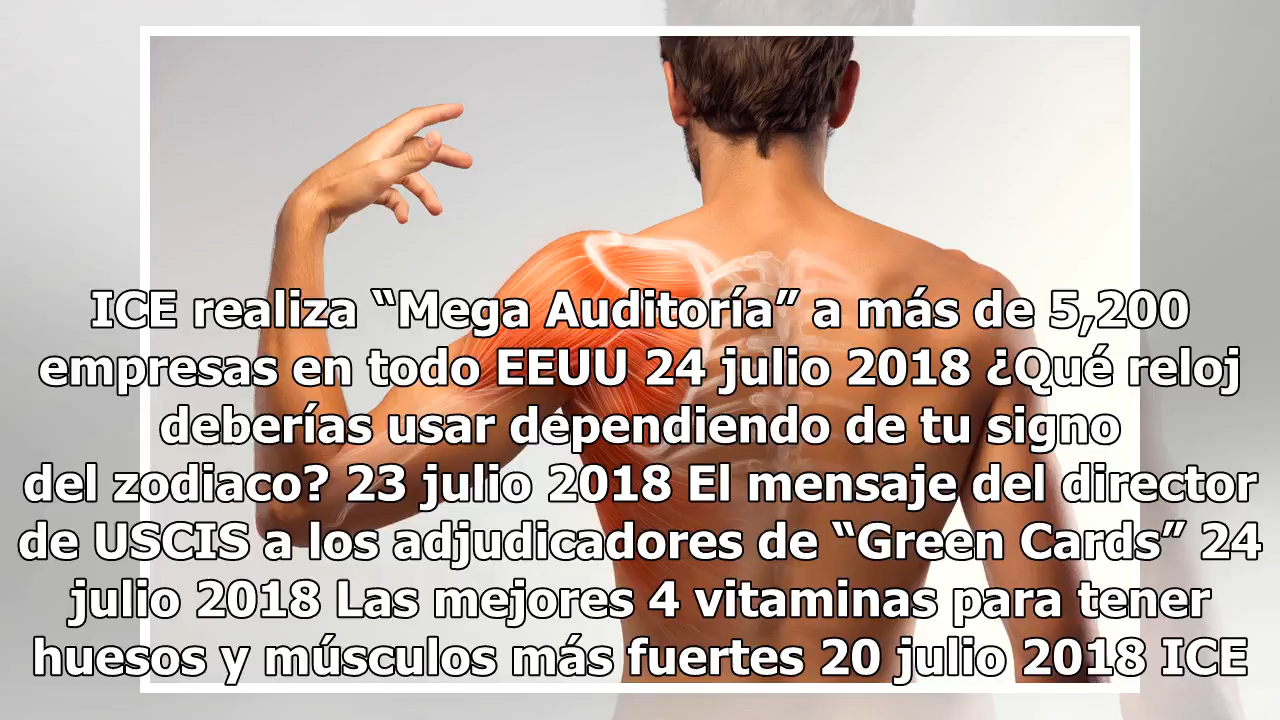 ICE realiza “Mega Auditoría” a más de 5,200
empresas en todo EEUU 24 julio 2018 ¿Qué reloj
deberías usar dependiendo de tu signo
del zodiaco? 23 julio 2018 El mensaje del director
de USCIS a los adjudicadores de “Green Cards” 24
julio 2018 Las mejores 4 vitaminas para tener
huesos y músculos más fuertes 20 julio 2018 ICE